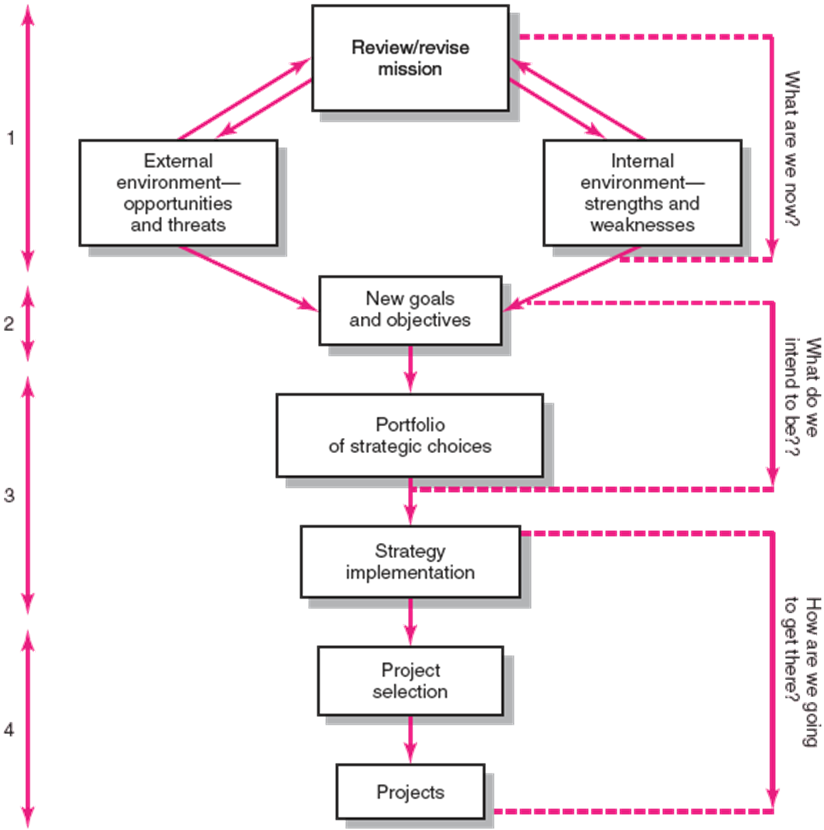 Review/revise
mission
What are we now?
1
External
environment—
opportunities
and threats
Internal
environment—
strengths and
weaknesses
2
New goals
and objectives
What do we
intend to be??
Portfolio
of strategic choices
3
Strategy
implementation
How are we going
to get there?
Project
selection
4
Projects